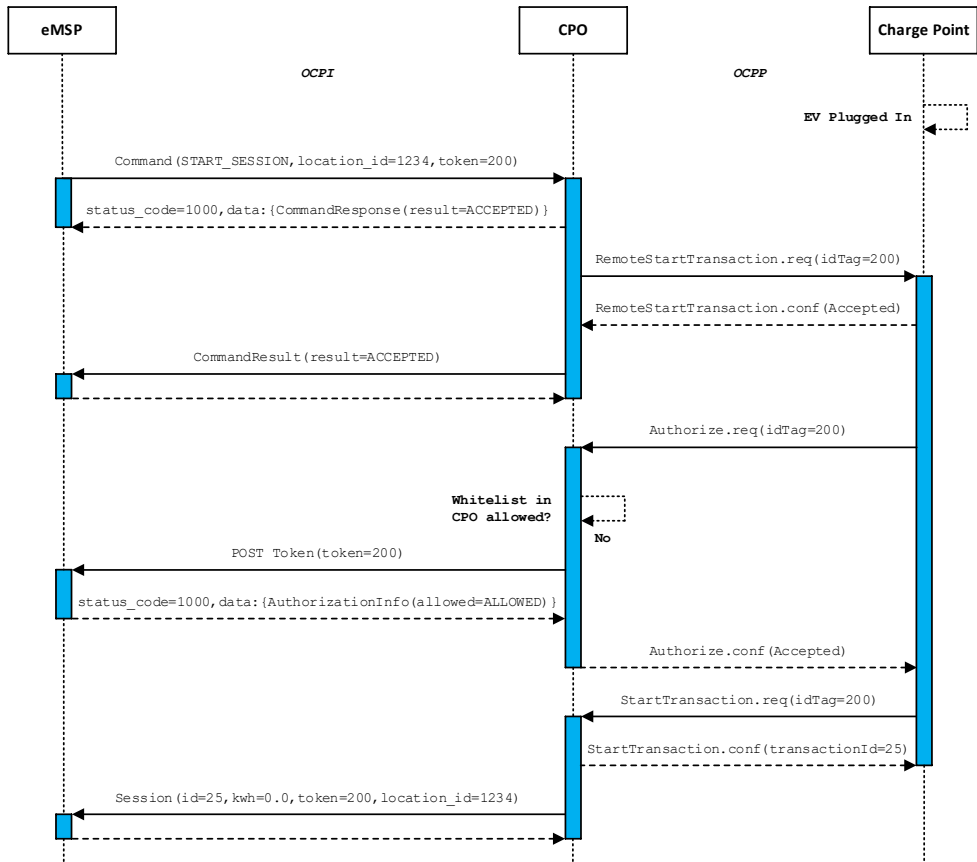 eMSP
CPO
Charge Point
OCPI
OCPP
EV Plugged In
Command(START_SESSION,location_id=1234,token=200)
status_code=1000,data:{CommandResponse(result=ACCEPTED)}
RemoteStartTransaction.req(idTag=200)
RemoteStartTransaction.conf(Accepted)
CommandResult(result=ACCEPTED)
Authorize.req(idTag=200)
Whitelist in
CPO allowed?
No
POST Token(token=200)
status_code=1000,data:{AuthorizationInfo(allowed=ALLOWED)}
Authorize.conf(Accepted)
StartTransaction.req(idTag=200)
StartTransaction.conf(transactionId=25)
Session(id=25,kwh=0.0,token=200,location_id=1234)